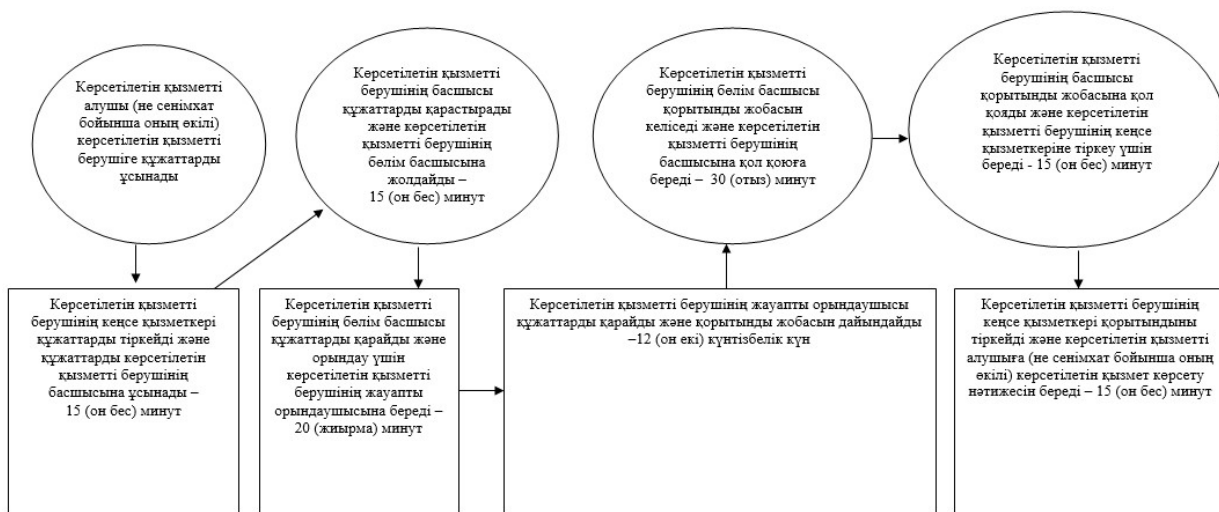 Көрсетілетін қызметті
алушы (не сенімхат
бойынша оның өкілі)
көрсетілетін қызметті
берушіге құжаттарды
ұсынады
Көрсетілетін қызметті
берушінің кеңсе қызметкері
құжаттарды тіркейді және
құжаттарды көрсетілетін
қызметті берушінің
басшысына ұсынады –
15 (он бес) минут
Көрсетілетін қызметті
берушінің басшысы
құжаттарды қарастырады
және көрсетілетін
қызметті берушінің
бөлім басшысына
жолдайды –
15 (он бес) минут
Көрсетілетін қызметті
берушінің бөлім басшысы
құжаттарды қарайды және
орындау үшін
көрсетілетін қызметті
берушінің жауапты
орындаушысына береді –
20 (жиырма) минут
Көрсетілетін қызметті берушінің жауапты орындаушысы
құжаттарды қарайды және қорытынды жобасын дайындайды
–12 (он екі) күнтізбелік күн
Көрсетілетін қызметті
берушінің бөлім басшысы
қорытынды жобасын
келіседі және көрсетілетін
қызметті берушінің
басшысына қол қоюға
береді – 30 (отыз) минут
Көрсетілетін қызметті
берушінің басшысы
қорытынды жобасына қол
қояды және көрсетілетін
қызметті берушінің кеңсе
қызметкеріне тіркеу үшін
береді - 15 (он бес) минут
Көрсетілетін қызметті берушінің
кеңсе қызметкері қорытындыны
тіркейді және көрсетілетін қызметті
алушыға (не сенімхат бойынша оның
өкілі) көрсетілетін қызмет көрсету
нәтижесін береді – 15 (он бес) минут